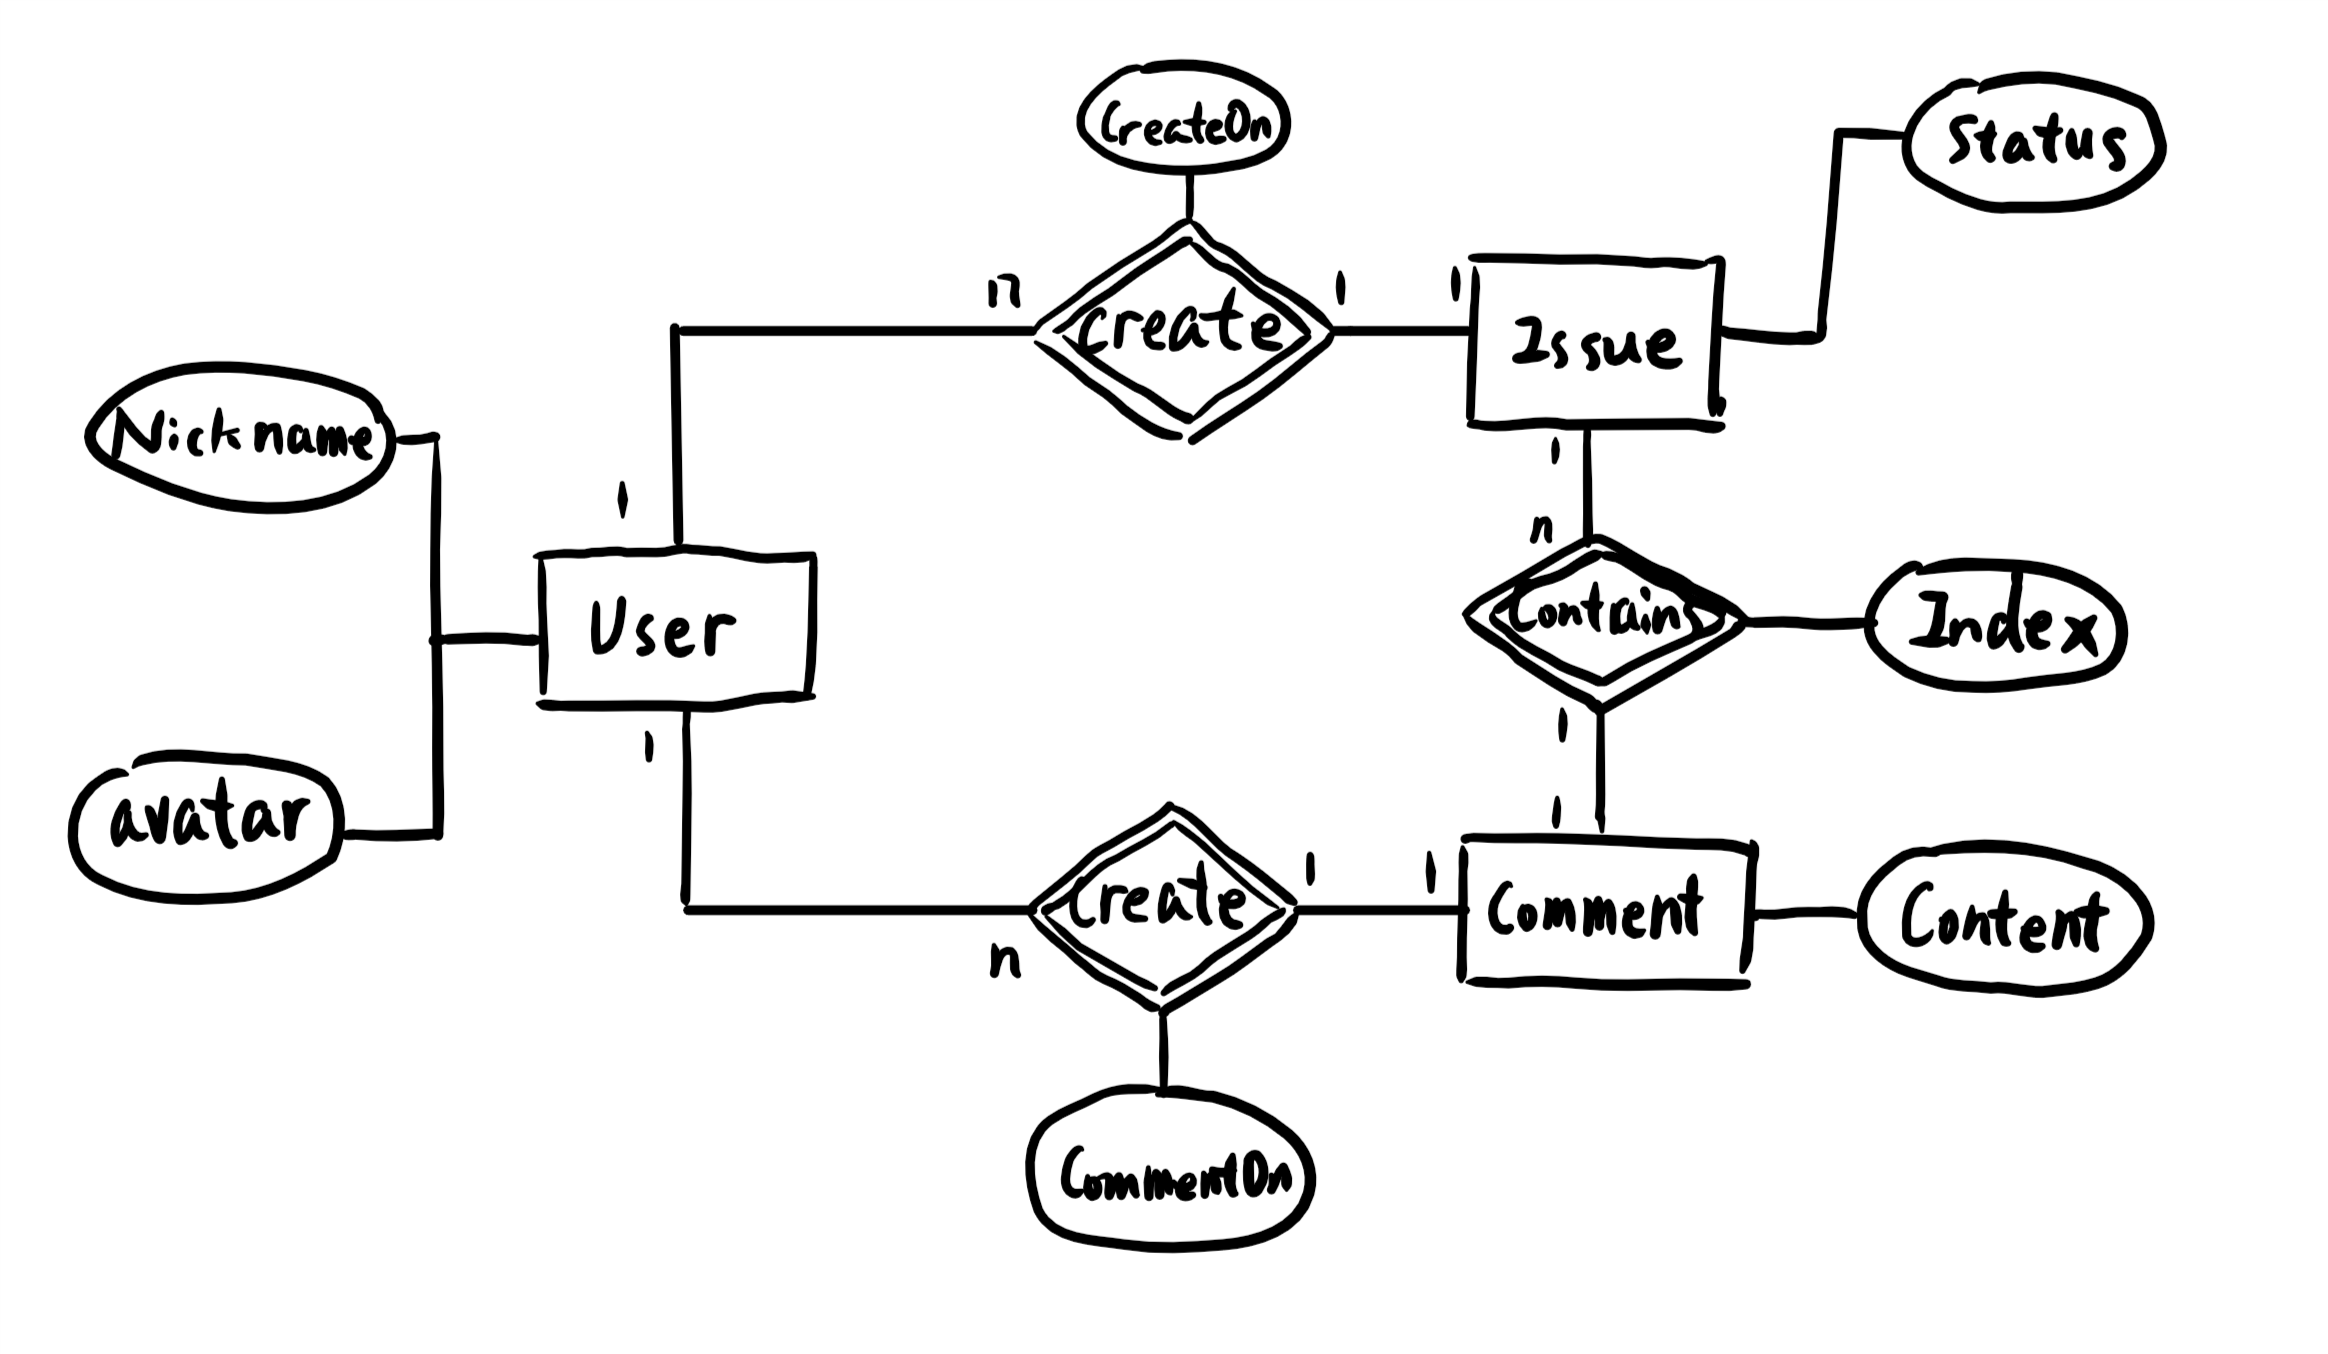 CreateOn
Status
n
1
1
Create
Issue
Nickname
1
1
n
User
Contains
Index
1
1
avatar
1
1
1
Create
Comment
Content
n
CommentOn